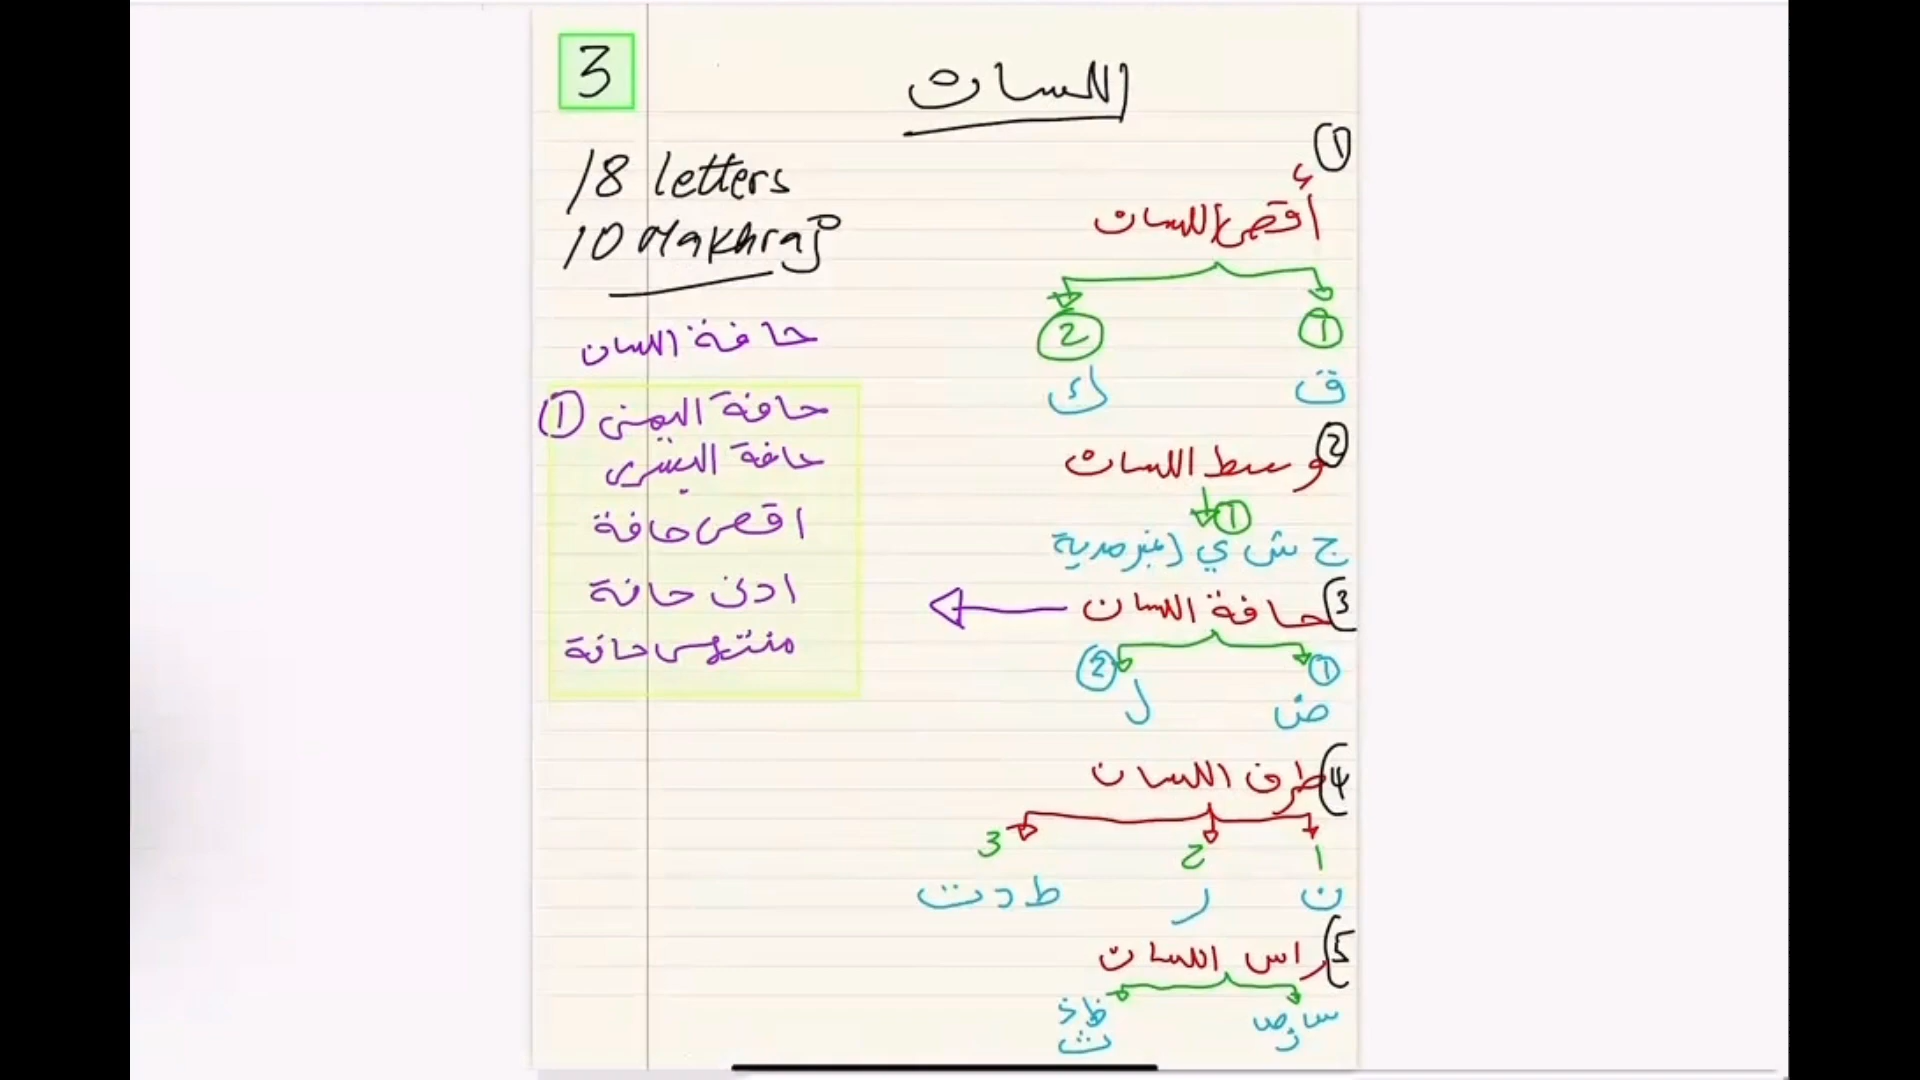 3
اللسان
18 letters
10 Makhraj
①
أقصى اللسان
① ②
ق ك
②
وسط اللسان
①
ج ش ي (غير مدية
③
حافة اللسان
① ②
ض ل
④
طرف اللسان
1 2 3
ن ر ط د ت
⑤
راس اللسان
س ز ص ظ ذ ث
حافة اللسان
① حافة اليمنى
حافة اليسرى
اقصى حافة
ادنى حافة
منتهى حافة